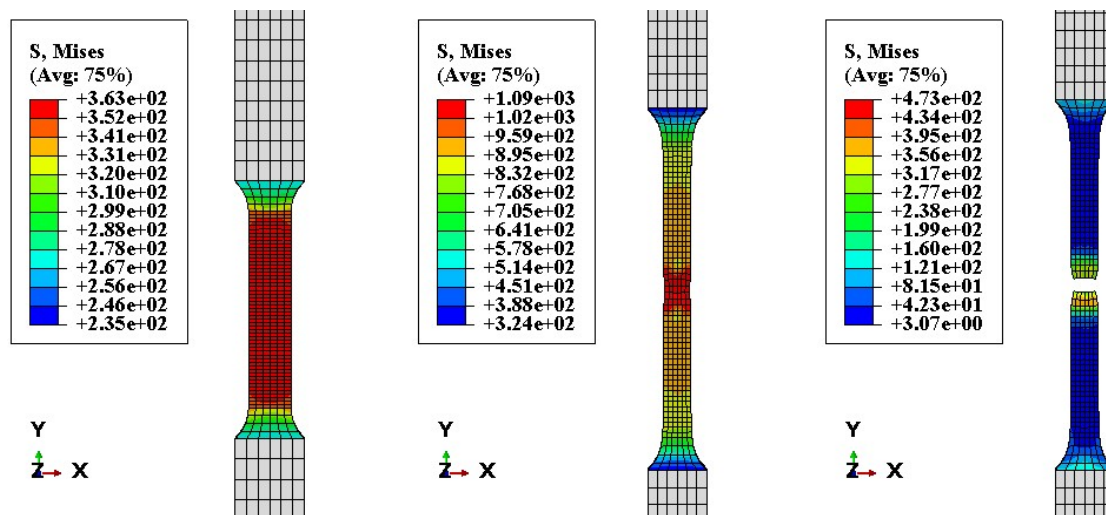 S, Mises
(Avg: 75%)
+3.63e+02
+3.52e+02
+3.41e+02
+3.31e+02
+3.20e+02
+3.10e+02
+2.99e+02
+2.88e+02
+2.78e+02
+2.67e+02
+2.56e+02
+2.46e+02
+2.35e+02
Y
Z X
S, Mises
(Avg: 75%)
+1.09e+03
+1.02e+03
+9.59e+02
+8.95e+02
+8.32e+02
+7.68e+02
+7.05e+02
+6.41e+02
+5.78e+02
+5.14e+02
+4.51e+02
+3.88e+02
+3.24e+02
Y
Z X
S, Mises
(Avg: 75%)
+4.73e+02
+4.34e+02
+3.95e+02
+3.56e+02
+3.17e+02
+2.77e+02
+2.38e+02
+1.99e+02
+1.60e+02
+1.21e+02
+8.15e+01
+4.23e+01
+3.07e+00
Y
Z X